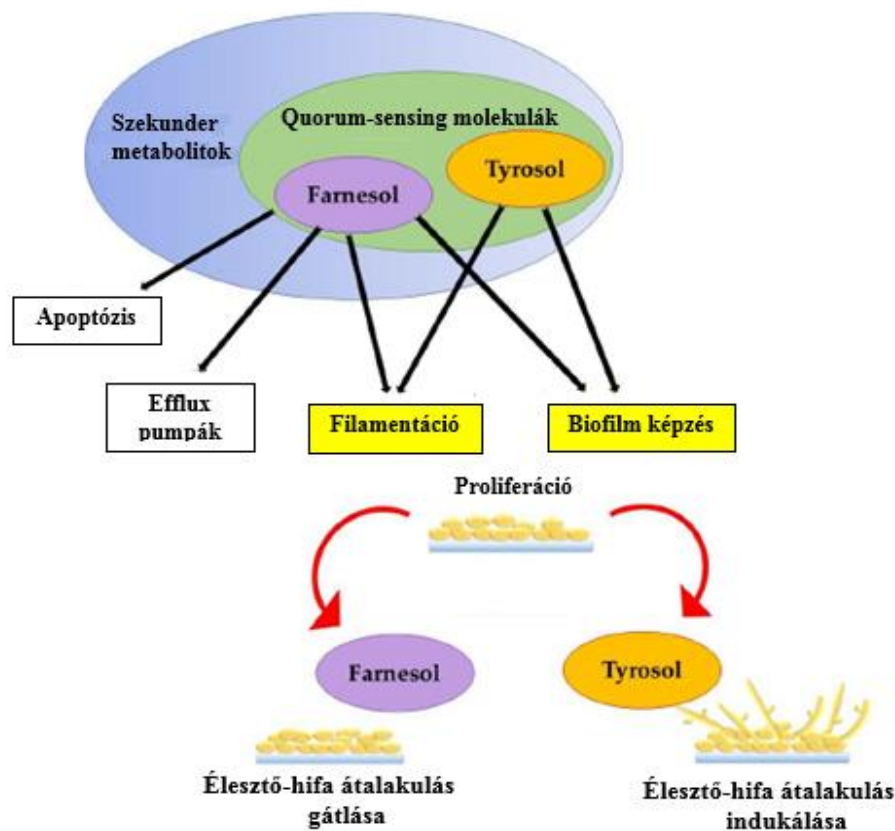 Szekunder
metabolitok
Quorum-sensing molekulák
Farnesol
Tyrosol
Apoptózis
Efflux
pumpák
Filamentáció
Biofilm képzés
Proliferáció
Farnesol
Tyrosol
Élesztő-hifa átalakulás
gátlása
Élesztő-hifa átalakulás
indukálása